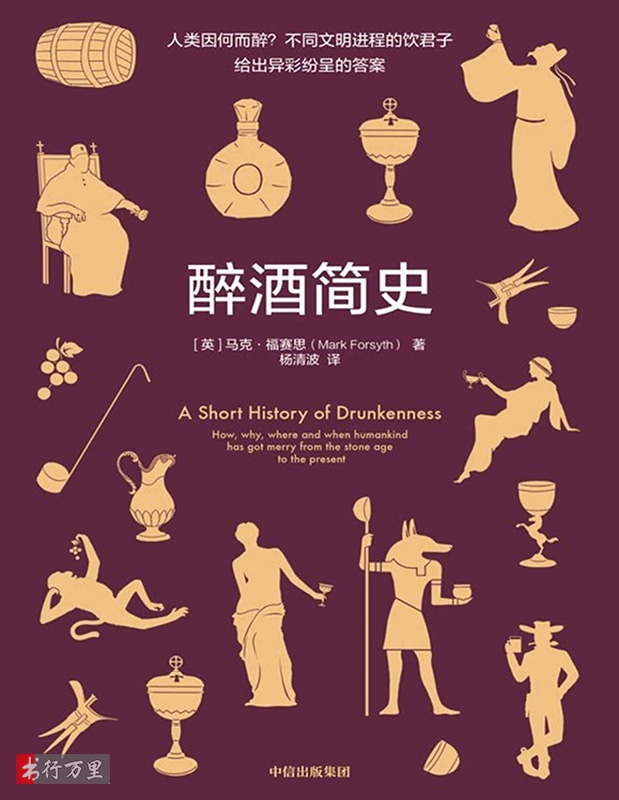 人类因何而醉？不同文明进程的饮君子
给出异彩纷呈的答案
醉酒简史
［英］马克·福赛思（Mark Forsyth） 著
杨清波 译
A Short History of Drunkenness
How, why, where and when humankind
has got merry from the stone age
to the present
书行万里
中信出版集团